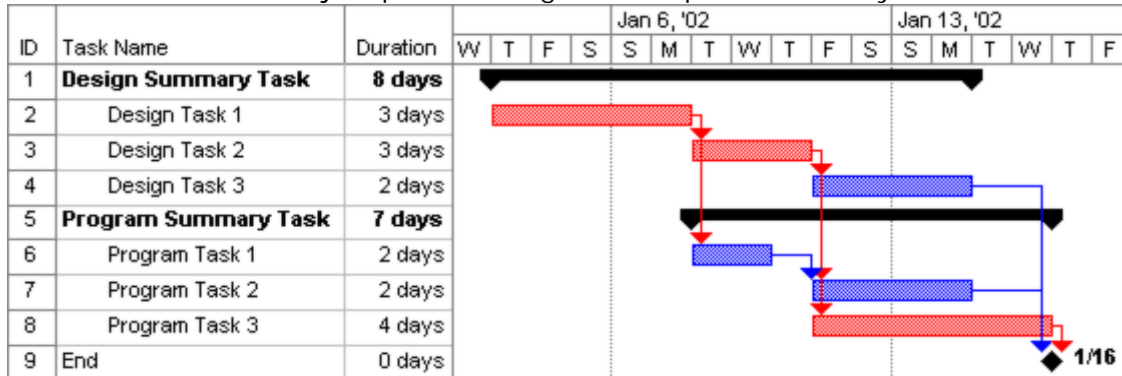 Jan 6, '02 Jan 13, '02
ID Task Name Duration W T F S S M T W T F S S M T W T F
1 Design Summary Task 8 days
2 Design Task 1 3 days
3 Design Task 2 3 days
4 Design Task 3 2 days
5 Program Summary Task 7 days
6 Program Task 1 2 days
7 Program Task 2 2 days
8 Program Task 3 4 days
9 End 0 days 1/16